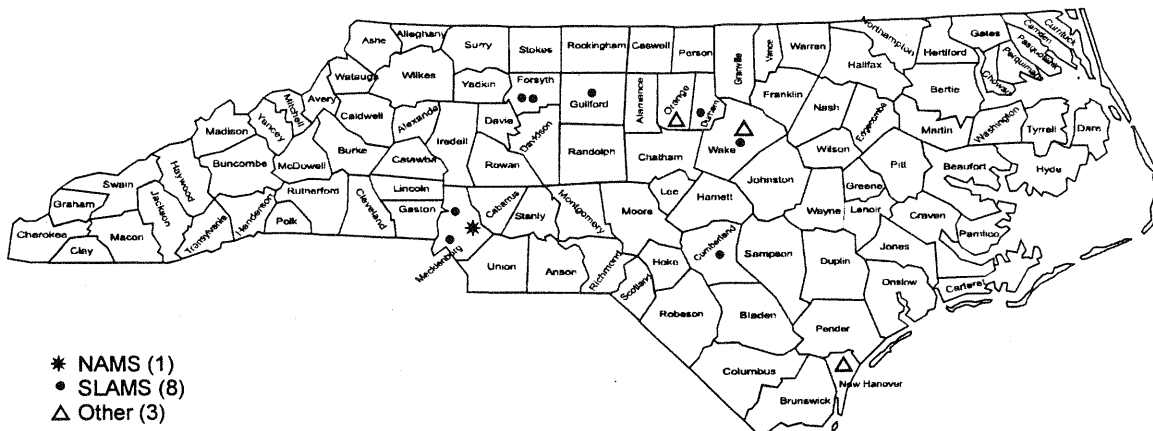 Ashe
Alleghany
Surry
Stokes
Rockingham
Caswell
Person
Granville
Vance
Warren
Northampton
Gates
Camden
Currituck
Pasquotank
Perquimans
Hertford
Halifax
Watauga
Wilkes
Yadkin
Forsyth
Guilford
Alamance
Orange
Durham
Franklin
Nash
Edgecombe
Bertie
Chowan
Mitchell
Avery
Caldwell
Alexander
Iredell
Davie
Davidson
Randolph
Chatham
Wake
Wilson
Martin
Washington
Tyrrell
Dare
Madison
Yancey
Burke
Catawba
Rowan
Johnston
Pitt
Beaufort
Hyde
Haywood
Buncombe
McDowell
Lincoln
Cabarrus
Stanly
Montgomery
Moore
Lee
Harnett
Greene
Swain
Graham
Jackson
Rutherford
Cleveland
Gaston
Wayne
Lenoir
Craven
Pamlico
Cherokee
Macon
Clay
Transylvania
Henderson
Polk
Mecklenburg
Union
Anson
Richmond
Hoke
Cumberland
Sampson
Duplin
Jones
Onslow
Carteret
Scotland
Robeson
Bladen
Pender
Columbus
Brunswick
New Hanover
NAMS (1)
SLAMS (8)
Other (3)